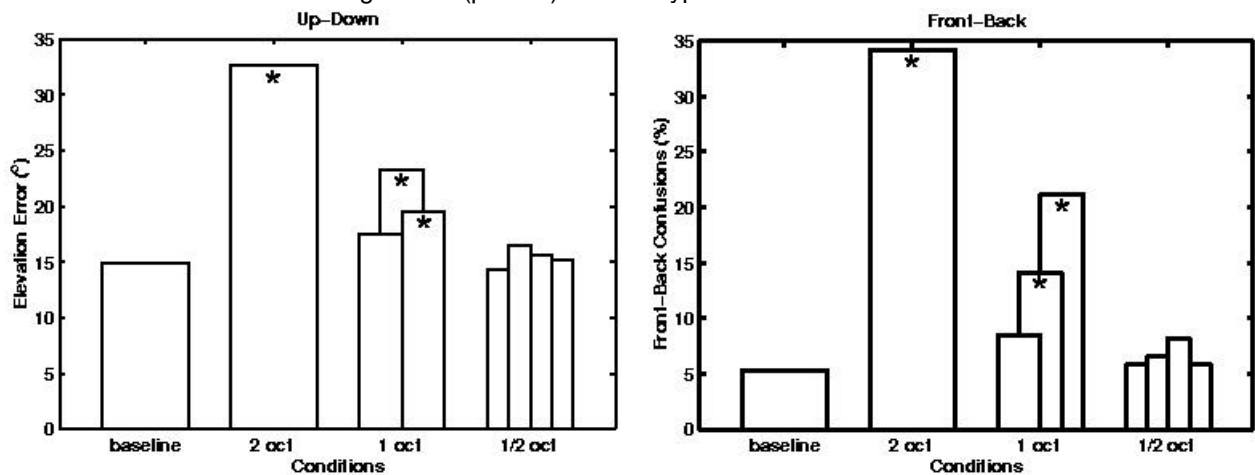 Up-Down
35
30
25
20
15
10
5
0
Elevation Error (°)
*
*
*
baseline 2 oct 1 oct 1/2 oct
Conditions
Front-Back
35
30
25
20
15
10
5
0
Front-Back Confusions (%)
*
*
*
baseline 2 oct 1 oct 1/2 oct
Conditions